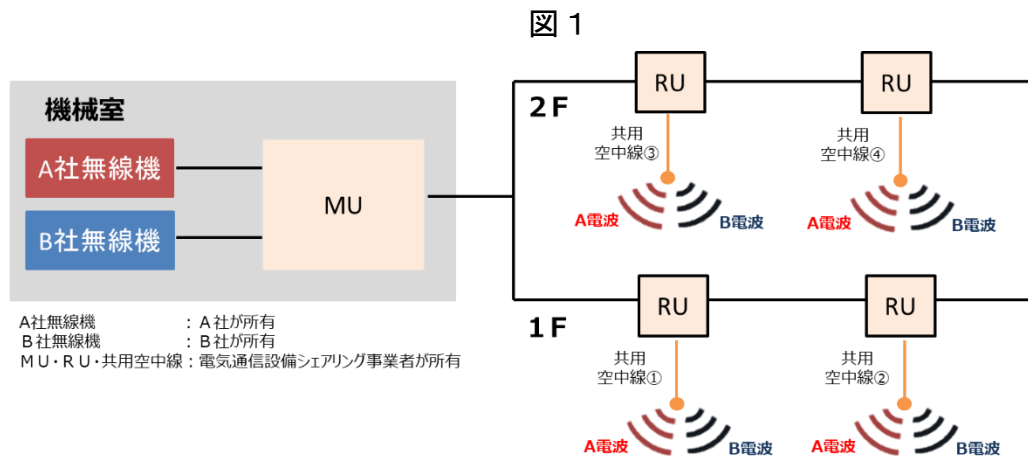 図１
機械室
A社無線機
B社無線機
MU
2F
RU
共用
空中線③
A電波
B電波
RU
共用
空中線④
A電波
B電波
1F
RU
共用
空中線①
A電波
B電波
RU
共用
空中線②
A電波
B電波
A社無線機 ：A社が所有
B社無線機 ：B社が所有
ＭＵ・ＲＵ・共用空中線：電気通信設備シェアリング事業者が所有